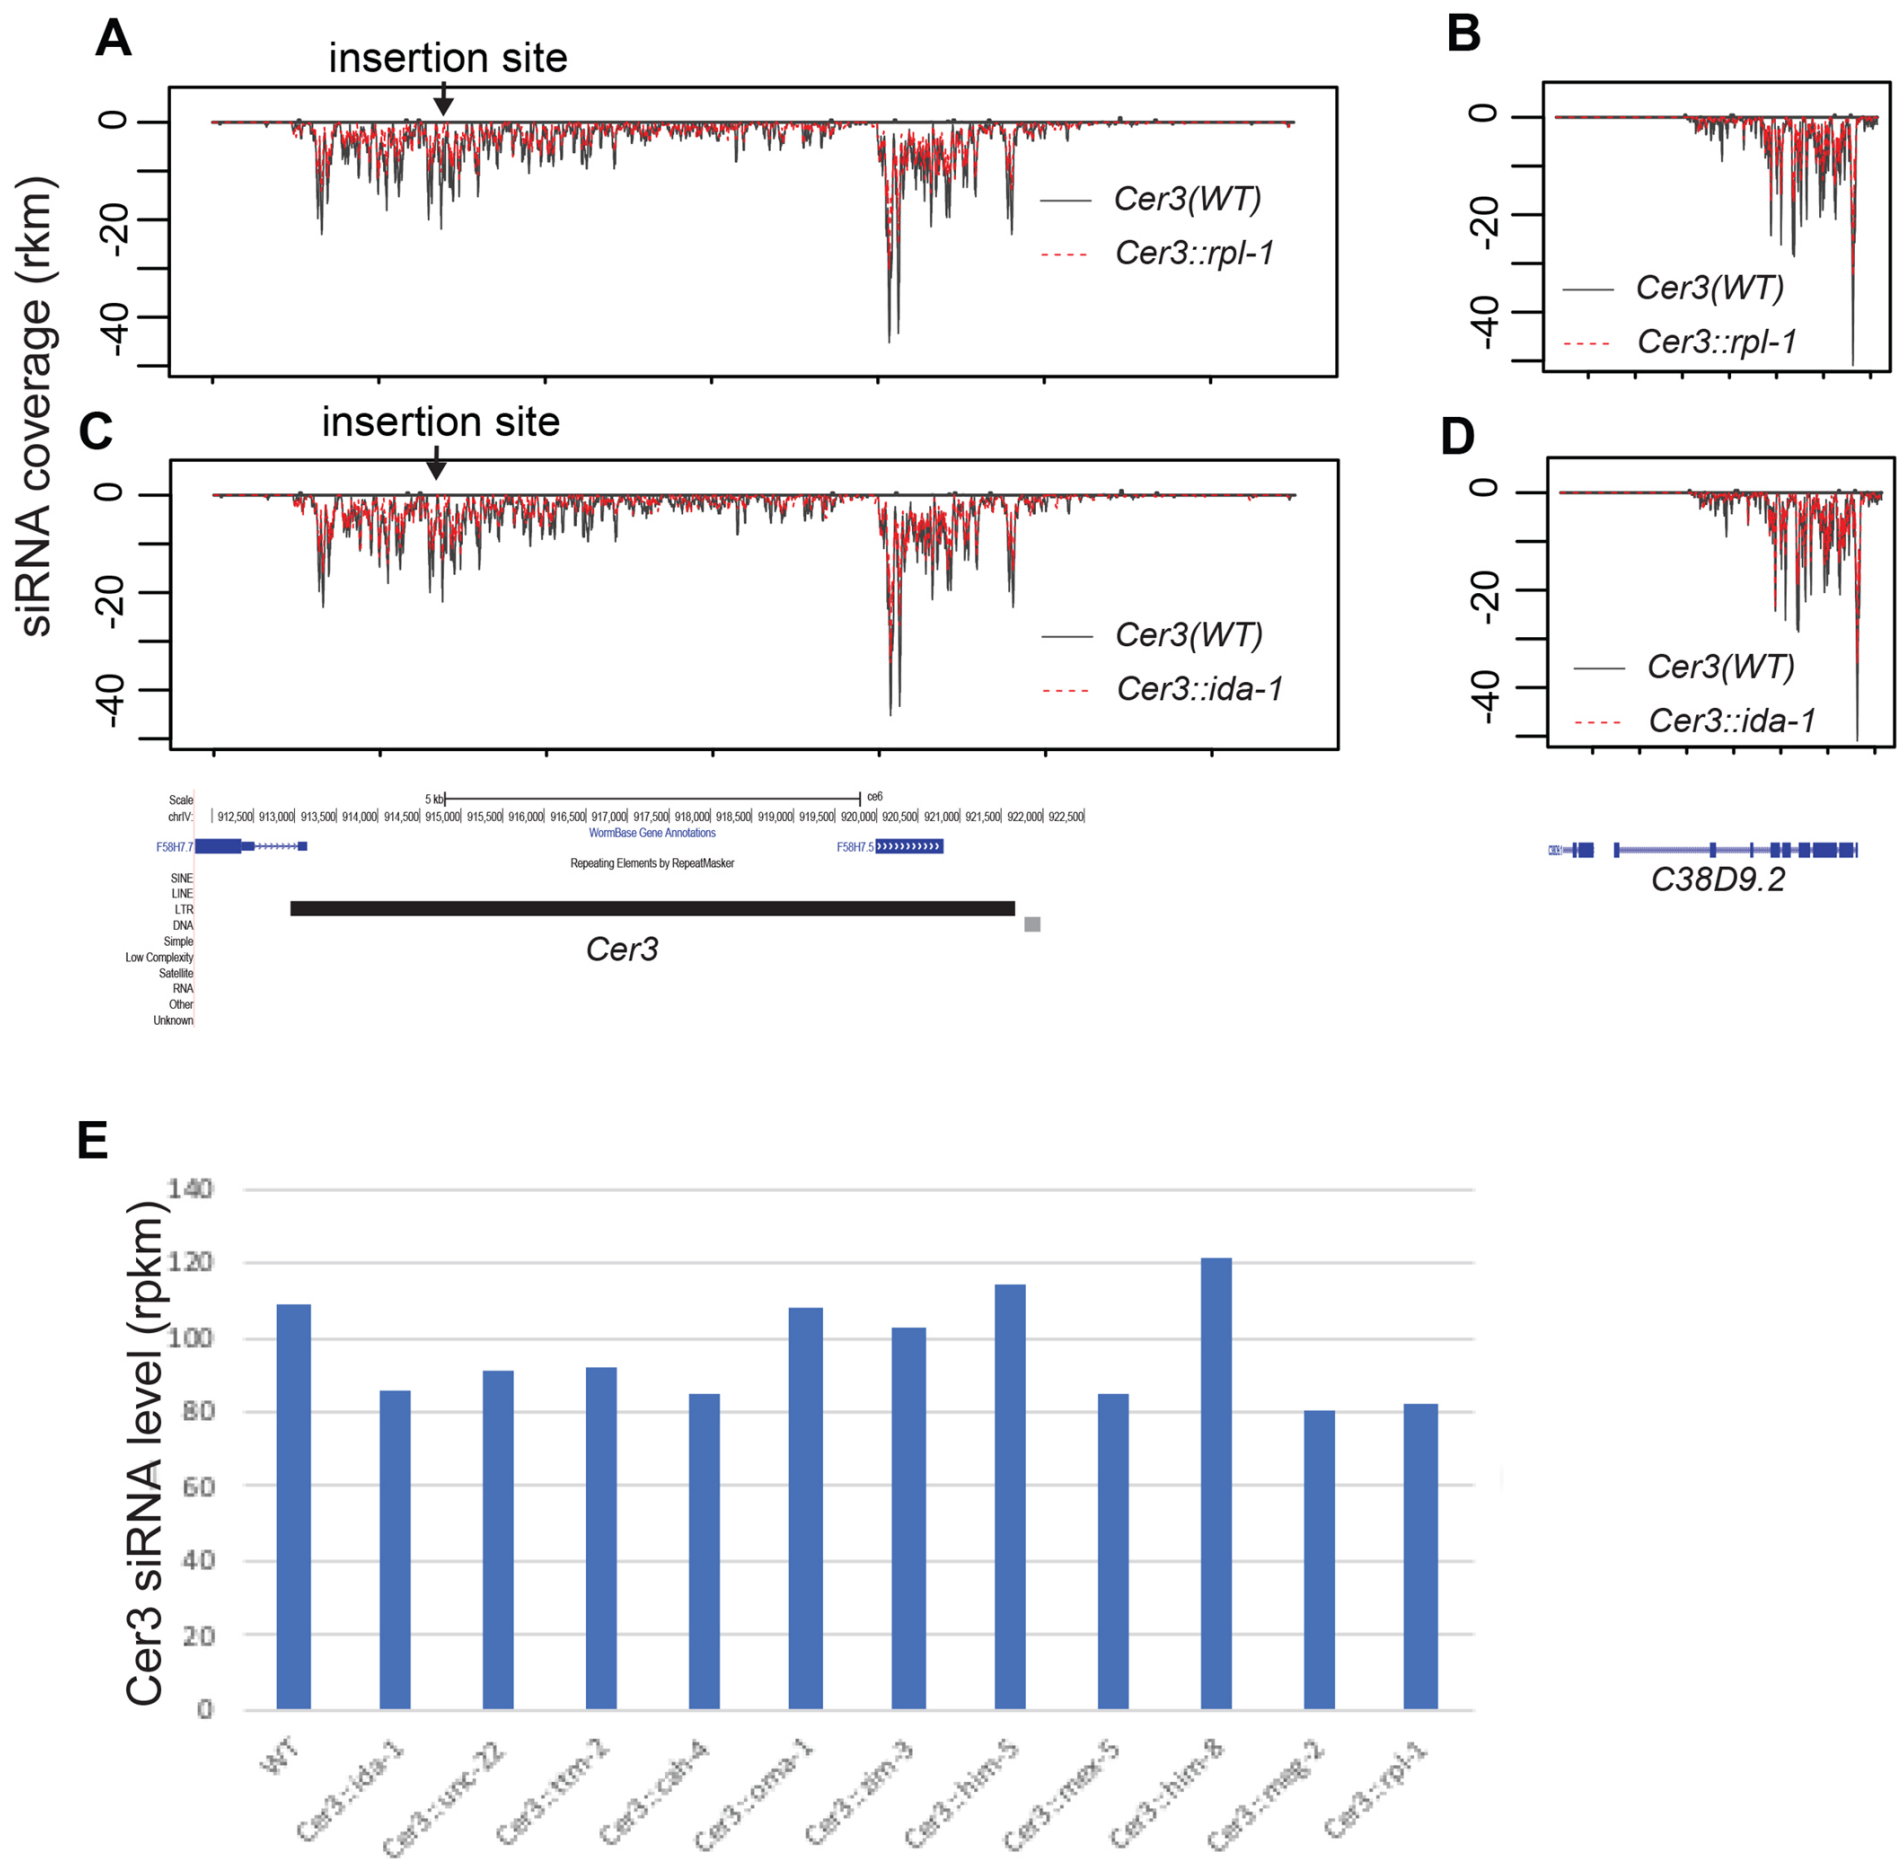 A
insertion site
B
siRNA coverage (rkm)
0
-20
-40
Cer3(WT)
Cer3::rpl-1
0
-20
-40
Cer3(WT)
Cer3::rpl-1
C
insertion site
D
0
-20
-40
Cer3(WT)
Cer3::ida-1
0
-20
-40
Cer3(WT)
Cer3::ida-1
Scale 5 kb ce6
chrIV: 912,500 913,000 913,500 914,000 914,500 915,000 915,500 916,000 916,500 917,000 917,500 918,000 918,500 919,000 919,500 920,000 920,500 921,000 921,500 922,000 922,500
WormBase Gene Annotations
F58H7.7 F58H7.5
Repeating Elements by RepeatMasker
SINE
LINE
LTR
DNA
Simple
Low Complexity
Satellite
RNA
Other
Unknown
Cer3
C38D9.2
E
Cer3 siRNA level (rpkm)
140
120
100
80
60
40
20
0
WT
Cer3::ida-1
Cer3::unc-22
Cer3::ttm-2
Cer3::cah-4
Cer3::oma-1
Cer3::zim-3
Cer3::him-5
Cer3::mex-5
Cer3::him-8
Cer3::meg-2
Cer3::rpl-1